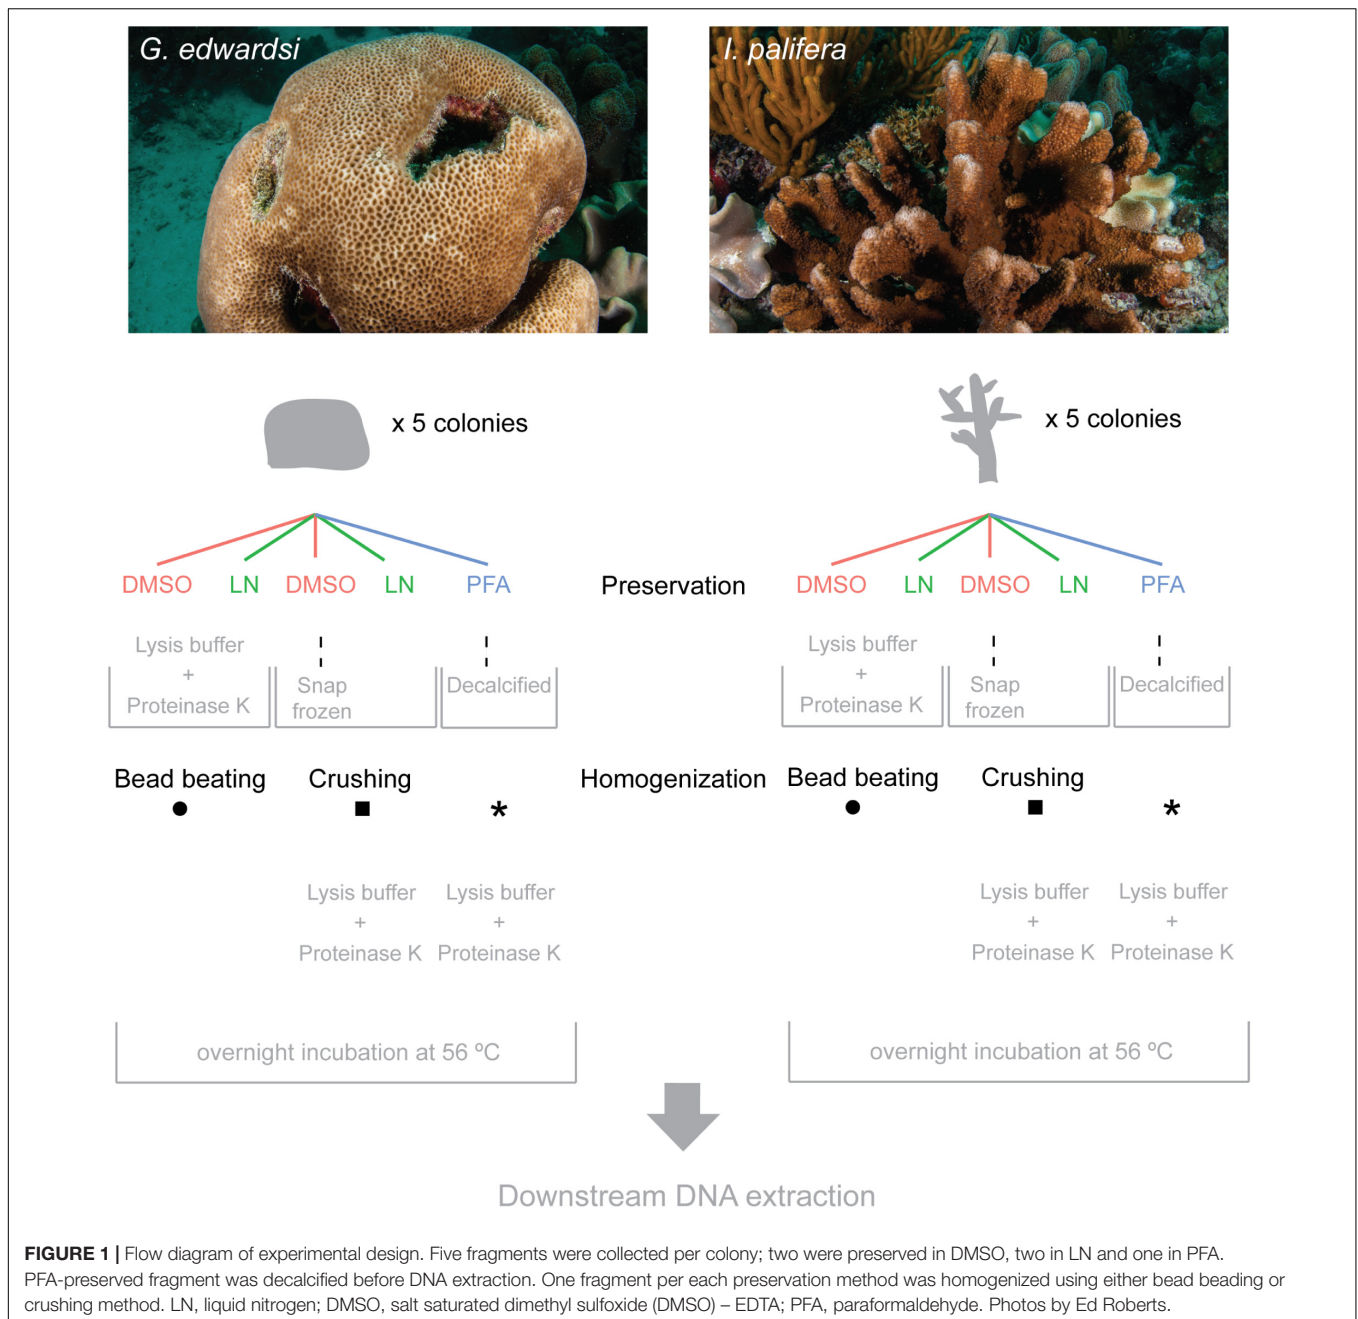 G. edwardsi
I. palifera
x 5 colonies
x 5 colonies
DMSO LN DMSO LN PFA
Preservation
DMSO LN DMSO LN PFA
Lysis buffer
+
Proteinase K
Snap
frozen
Decalcified
Lysis buffer
+
Proteinase K
Snap
frozen
Decalcified
Bead beating
Crushing
*
Homogenization
Bead beating
Crushing
*
Lysis buffer
+
Proteinase K
Lysis buffer
+
Proteinase K
Lysis buffer
+
Proteinase K
Lysis buffer
+
Proteinase K
overnight incubation at 56 ºC
overnight incubation at 56 ºC
Downstream DNA extraction
FIGURE 1 | Flow diagram of experimental design. Five fragments were collected per colony; two were preserved in DMSO, two in LN and one in PFA.
PFA-preserved fragment was decalcified before DNA extraction. One fragment per each preservation method was homogenized using either bead beading or
crushing method. LN, liquid nitrogen; DMSO, salt saturated dimethyl sulfoxide (DMSO) – EDTA; PFA, paraformaldehyde. Photos by Ed Roberts.